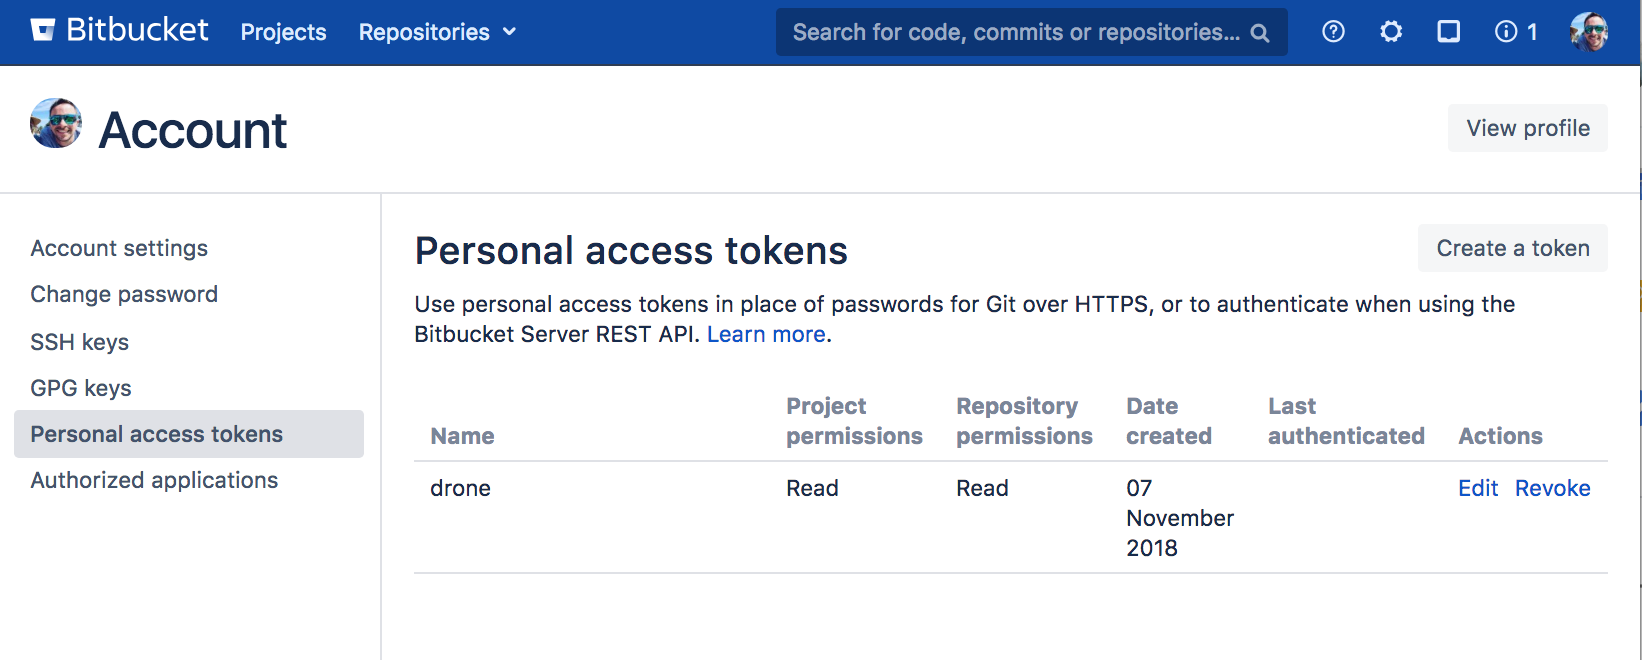 Bitbucket Projects Repositories Search for code, commits or repositories... 1
Account View profile
Account settings
Change password
SSH keys
GPG keys
Personal access tokens
Authorized applications
Personal access tokens Create a token
Use personal access tokens in place of passwords for Git over HTTPS, or to authenticate when using the
Bitbucket Server REST API. Learn more.
Project Repository Date Last
Name permissions permissions created authenticated Actions
drone Read Read 07 Edit Revoke
November
2018